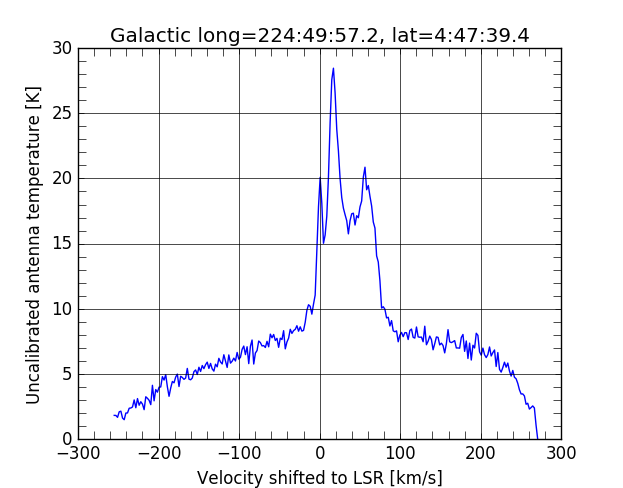 Galactic long=224:49:57.2, lat=4:47:39.4
Uncalibrated antenna temperature [K]
30
25
20
15
10
5
0
−300 −200 −100 0 100 200 300
Velocity shifted to LSR [km/s]